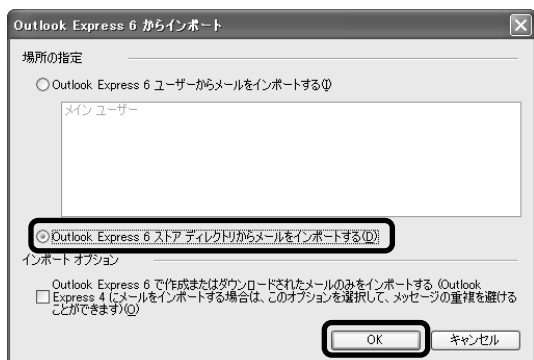 Outlook Express 6 からインポート
場所の指定
Outlook Express 6 ユーザーからメールをインポートする(I)
メイン ユーザー
Outlook Express 6 ストア ディレクトリからメールをインポートする(D)
インポート オプション
Outlook Express 6 で作成またはダウンロードされたメールのみをインポートする (Outlook
Express 4 にメールをインポートする場合は、このオプションを選択して、メッセージの重複を避ける
ことができます)(O)
OK
キャンセル